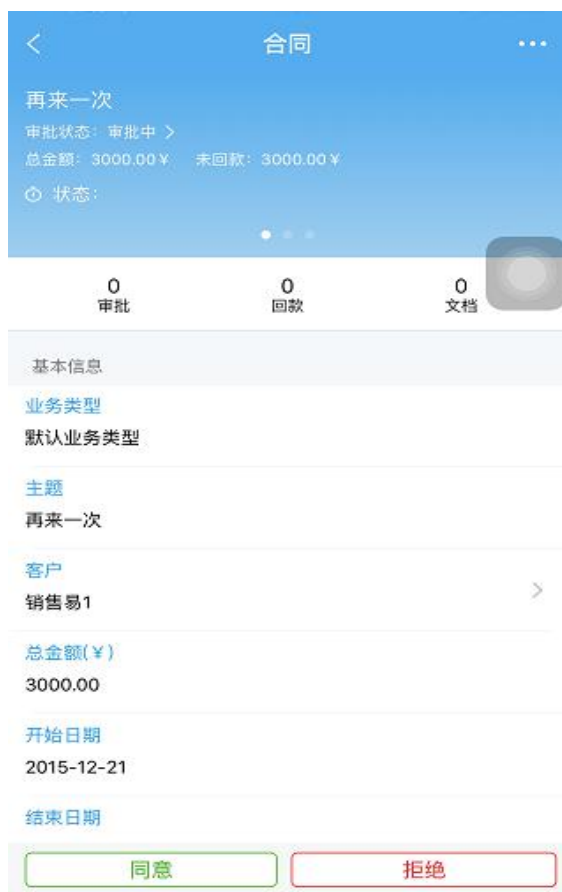 合同
再来一次
审批状态：审批中
总金额：3000.00¥ 未回款：3000.00¥
状态：
0 0 0
审批 回款 文档
基本信息
业务类型
默认业务类型
主题
再来一次
客户
销售易1
总金额(¥)
3000.00
开始日期
2015-12-21
结束日期
同意 拒绝